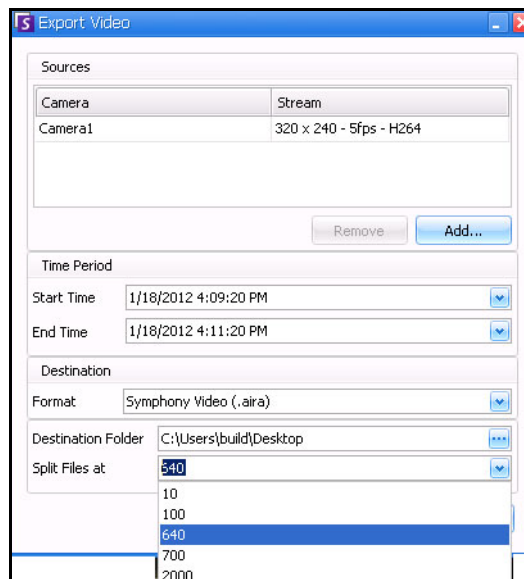 Export Video
Sources
Camera Stream
Camera1 320 x 240 - 5fps - H264
Remove Add...
Time Period
Start Time 1/18/2012 4:09:20 PM
End Time 1/18/2012 4:11:20 PM
Destination
Format Symphony Video (.aira)
Destination Folder C:\Users\build\Desktop
Split Files at 640
10
100
640
700
2000